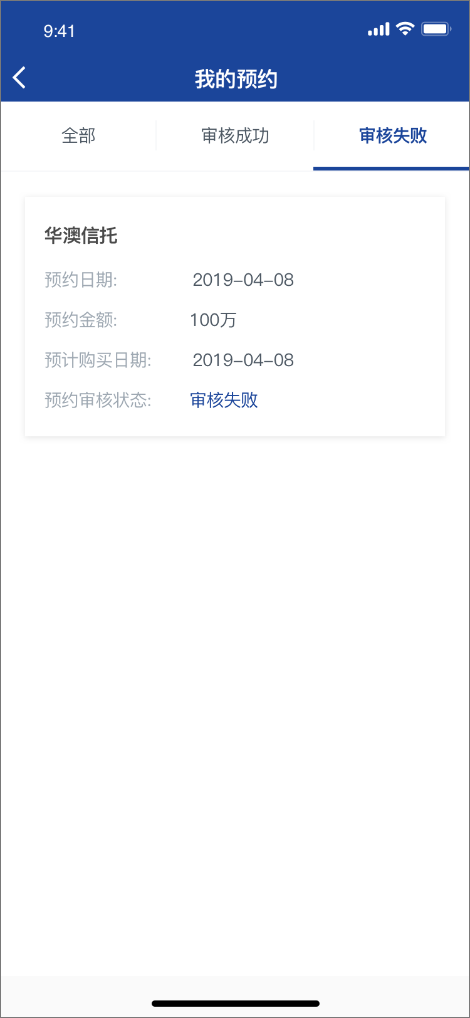 9:41
我的预约
全部 审核成功 审核失败
华澳信托
预约日期: 2019-04-08
预约金额: 100万
预计购买日期: 2019-04-08
预约审核状态: 审核失败